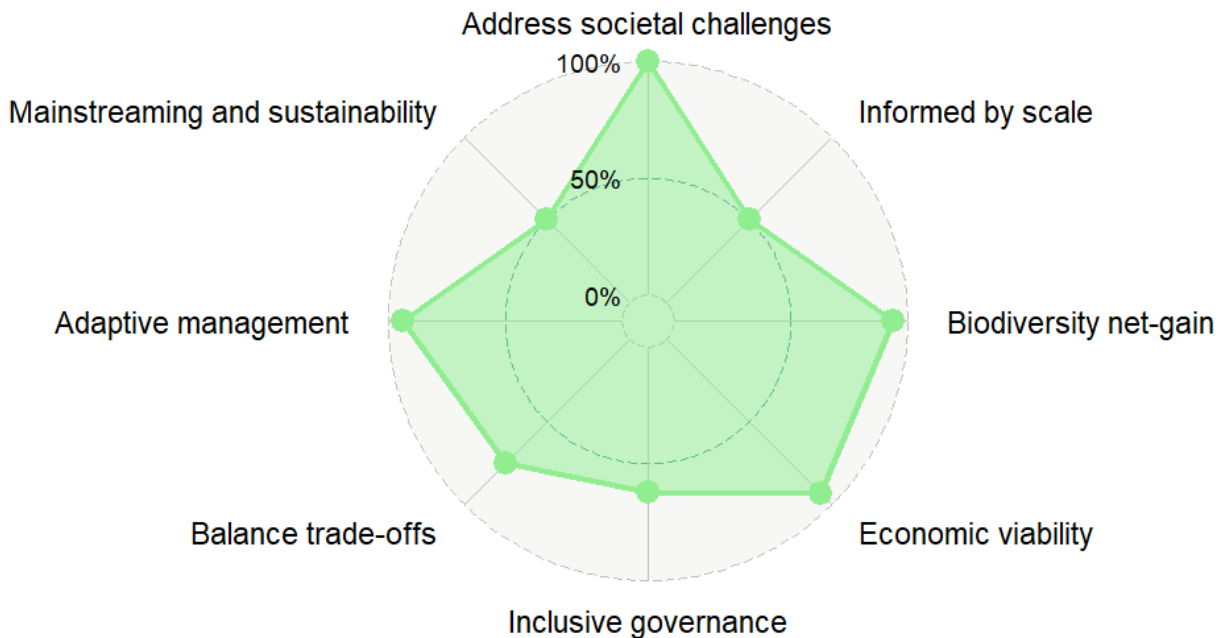 Address societal challenges
100%
Mainstreaming and sustainability
Informed by scale
50%
0%
Adaptive management
Biodiversity net-gain
Balance trade-offs
Economic viability
Inclusive governance